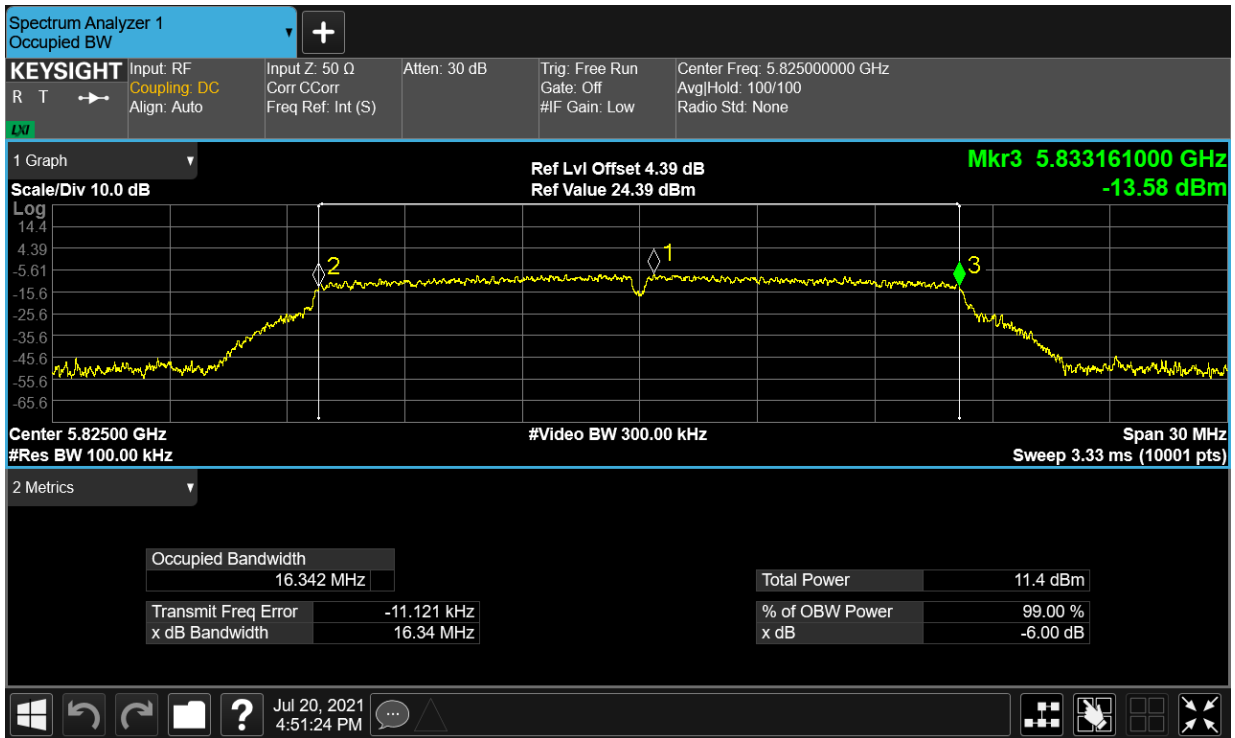 Spectrum Analyzer 1
Occupied BW
KEYSIGHT
R T
LXI
Input: RF
Coupling: DC
Align: Auto
Input Z: 50 Ω
Corr CCorr
Freq Ref: Int (S)
Atten: 30 dB
Trig: Free Run
Gate: Off
#IF Gain: Low
Center Freq: 5.825000000 GHz
Avg|Hold: 100/100
Radio Std: None
1 Graph
Scale/Div 10.0 dB
Ref Lvl Offset 4.39 dB
Ref Value 24.39 dBm
Mkr3 5.833161000 GHz
-13.58 dBm
Log
14.4
4.39
-5.61
-15.6
-25.6
-35.6
-45.6
-55.6
-65.6
2
1
3
Center 5.82500 GHz
#Video BW 300.00 kHz
Span 30 MHz
#Res BW 100.00 kHz
Sweep 3.33 ms (10001 pts)
2 Metrics
Occupied Bandwidth
16.342 MHz
Transmit Freq Error -11.121 kHz
x dB Bandwidth 16.34 MHz
Total Power 11.4 dBm
% of OBW Power 99.00 %
x dB -6.00 dB
?
Jul 20, 2021
4:51:24 PM